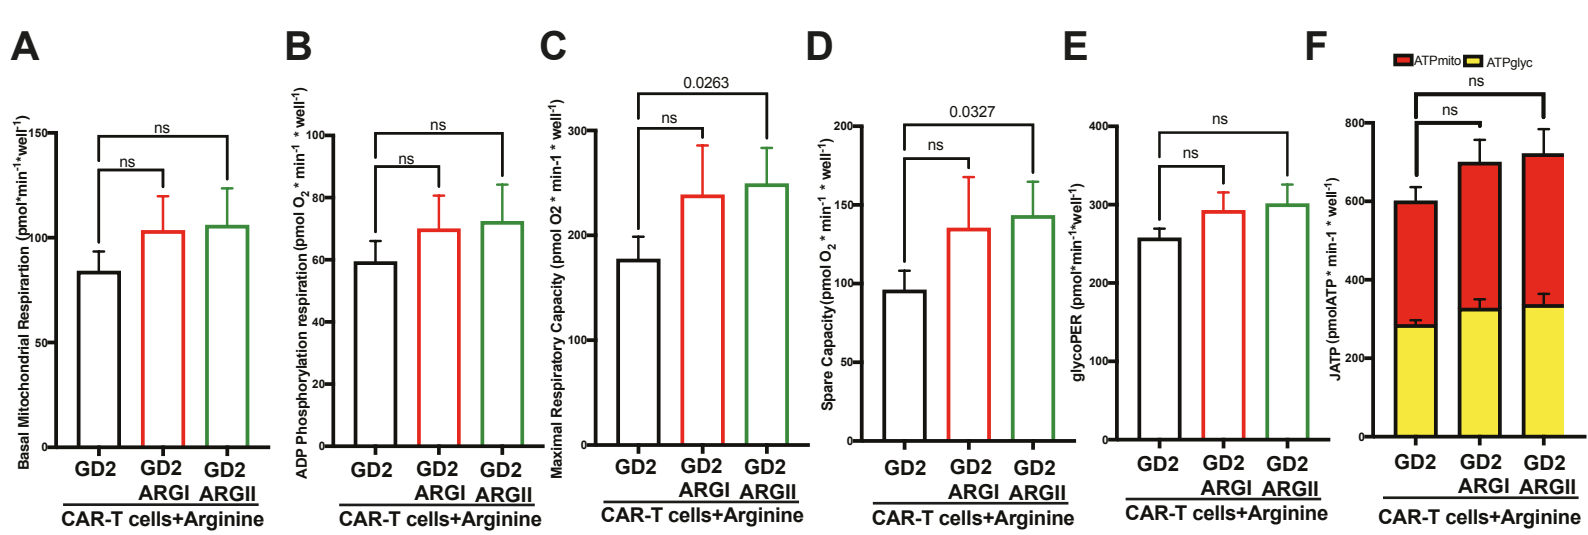 A
Basal Mitochondrial Respirartion (pmol*min-1*well-1)
150
100
50
0
ns
ns
GD2
GD2
ARGI
GD2
ARGII
CAR-T cells+Arginine
B
ADP Phosphorylation respiration (pmol O2 * min-1 * well-1)
100
80
60
40
20
0
ns
ns
GD2
GD2
ARGI
GD2
ARGII
CAR-T cells+Arginine
C
Maximal Respiratory Capacity (pmol O2 * min-1 * well-1)
300
200
100
0
0.0263
ns
GD2
GD2
ARGI
GD2
ARGII
CAR-T cells+Arginine
D
Spare Capacity (pmol O2 * min-1 * well-1)
200
150
100
50
0
0.0327
ns
GD2
GD2
ARGI
GD2
ARGII
CAR-T cells+Arginine
E
glycoPER (pmol*min-1*well-1)
400
300
200
100
0
ns
ns
GD2
GD2
ARGI
GD2
ARGII
CAR-T cells+Arginine
F
ATPmito
ATPglyc
JATP (pmolATP * min-1 * well-1)
800
600
400
200
0
ns
ns
GD2
GD2
ARGI
GD2
ARGII
CAR-T cells+Arginine